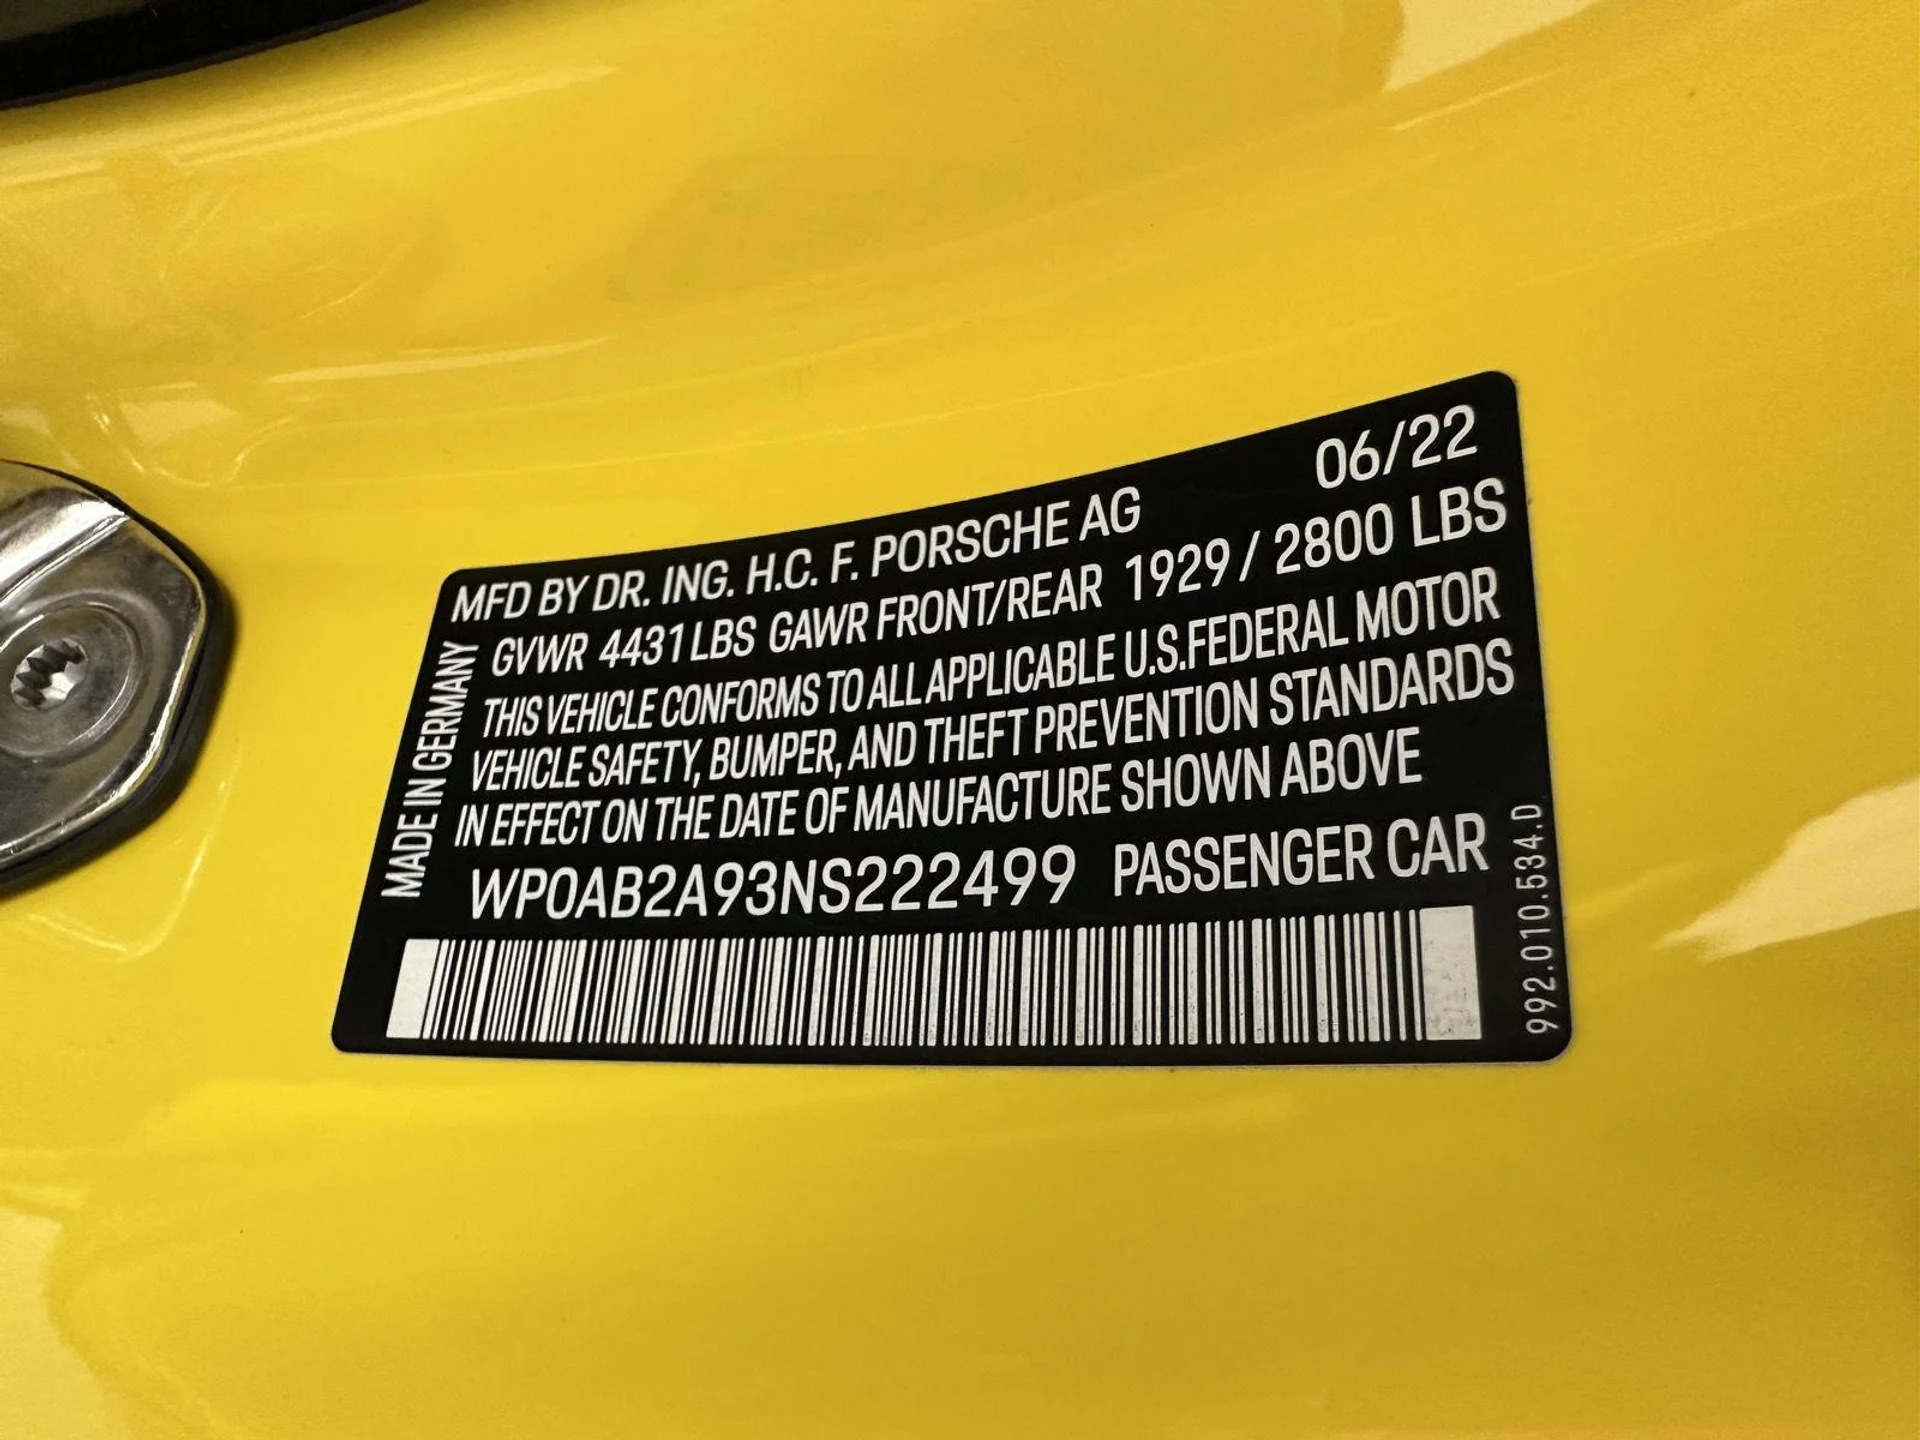 06/22
MFD BY DR. ING. H.C. F. PORSCHE AG
GVWR 4431 LBS GAWR FRONT/REAR 1929 / 2800 LBS
THIS VEHICLE CONFORMS TO ALL APPLICABLE U.S.FEDERAL MOTOR
VEHICLE SAFETY, BUMPER, AND THEFT PREVENTION STANDARDS
IN EFFECT ON THE DATE OF MANUFACTURE SHOWN ABOVE
WP0AB2A93NS222499 PASSENGER CAR
MADE IN GERMANY
992.010.534.D